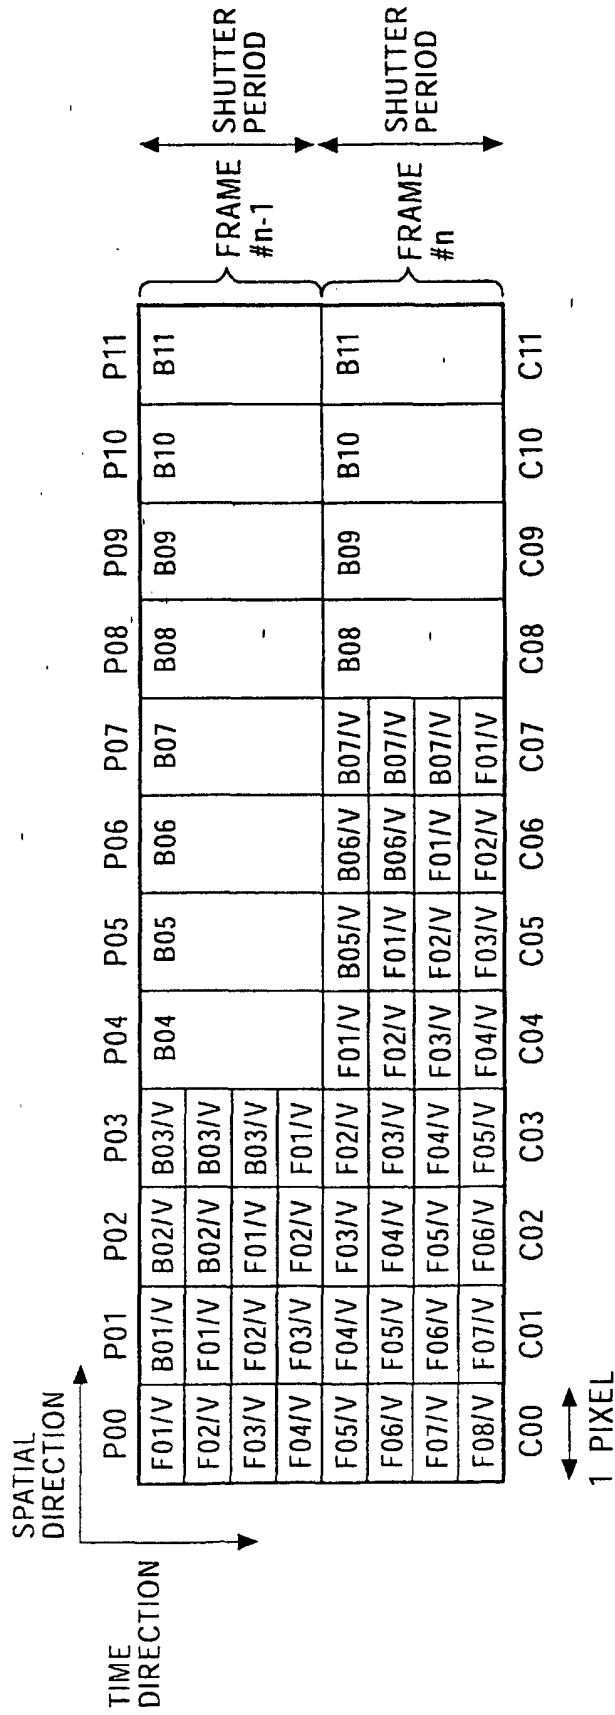 SPATIAL
DIRECTION
TIME
DIRECTION
P00 P01 P02 P03 P04 P05 P06 P07 P08 P09 P10 P11
F01/V B01/V B02/V B03/V B04 B05 B06 B07 B08 B09 B10 B11
F02/V F01/V B02/V B03/V
F03/V F02/V F01/V B03/V
F04/V F03/V F02/V F01/V
FRAME
#n-1
SHUTTER
PERIOD
F05/V F04/V F03/V F02/V F01/V B05/V B06/V B07/V B08 B09 B10 B11
F06/V F05/V F04/V F03/V F02/V F01/V B06/V B07/V
F07/V F06/V F05/V F04/V F03/V F02/V F01/V B07/V
F08/V F07/V F06/V F05/V F04/V F03/V F02/V F01/V
FRAME
#n
SHUTTER
PERIOD
C00 C01 C02 C03 C04 C05 C06 C07 C08 C09 C10 C11
1 PIXEL